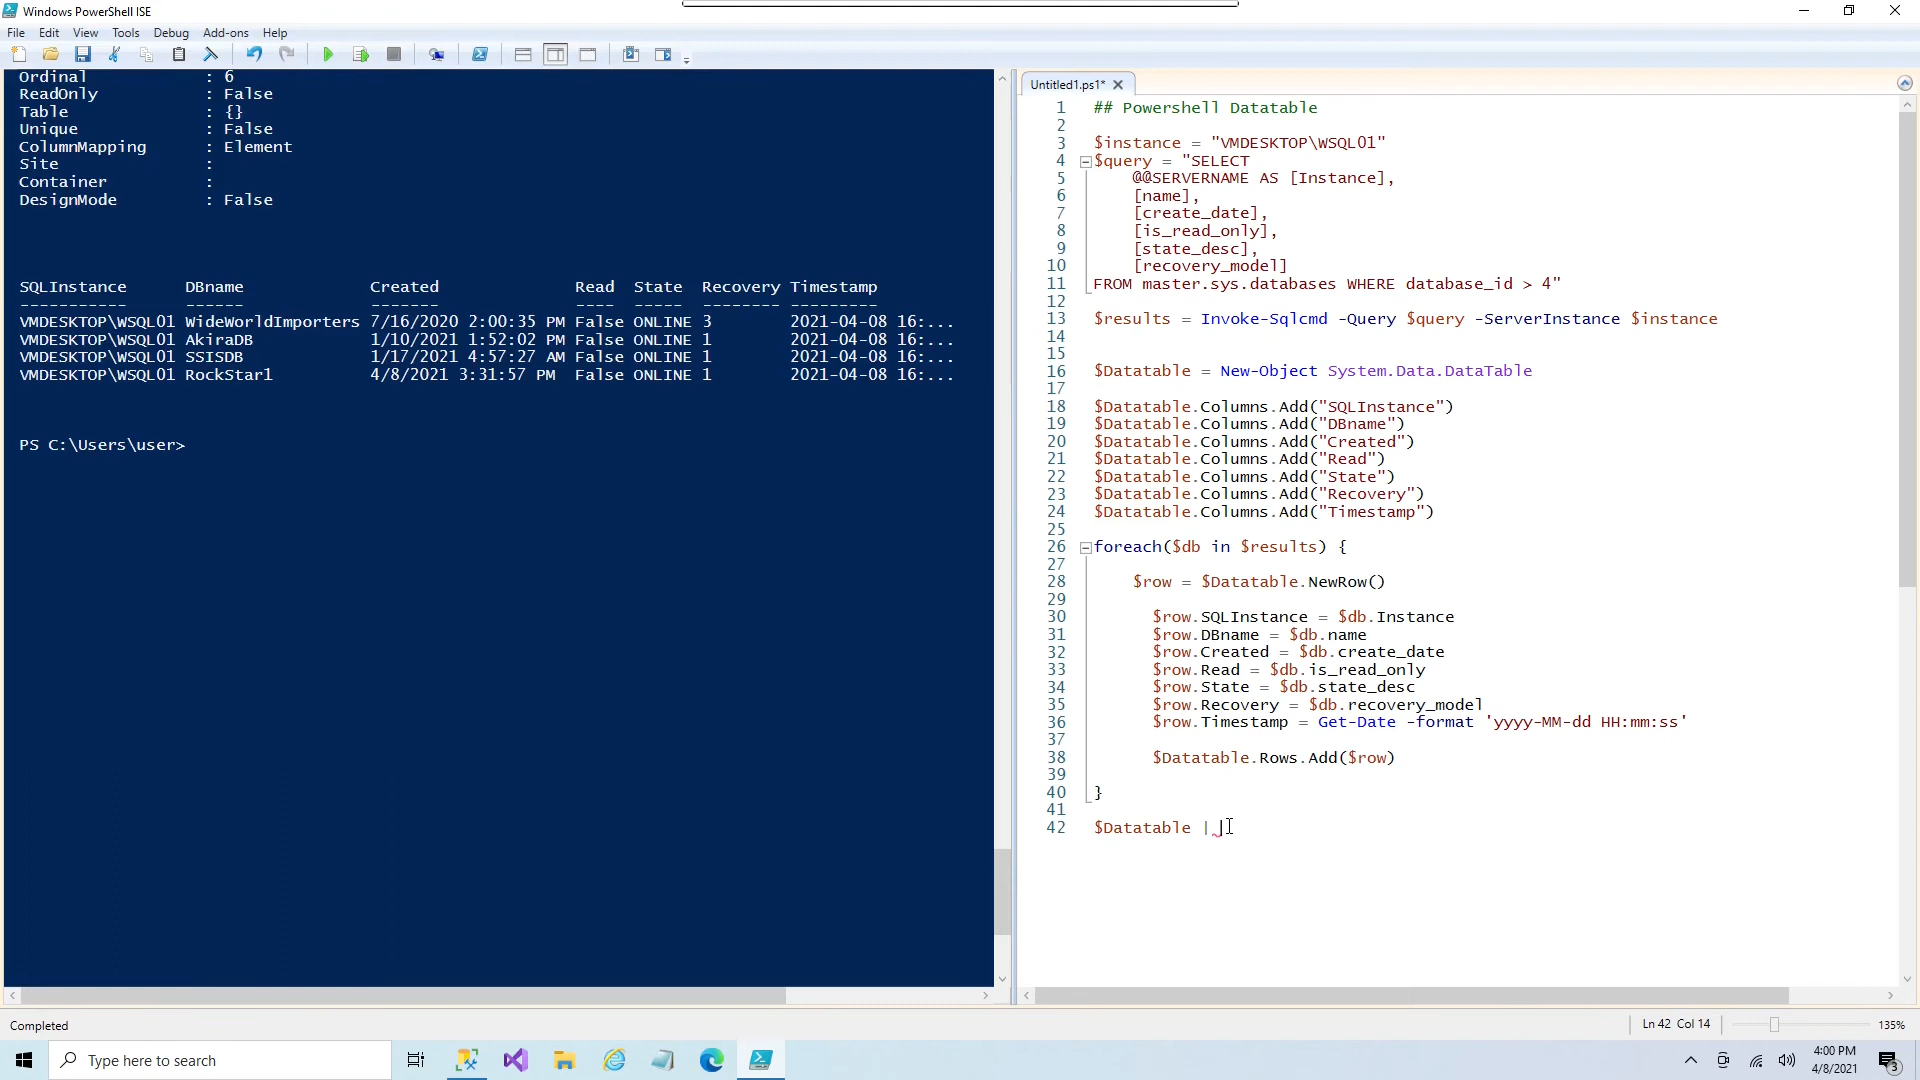 Windows PowerShell ISE
File Edit View Tools Debug Add-ons Help
Ordinal : 6
ReadOnly : False
Table : {}
Unique : False
ColumnMapping : Element
Site :
Container :
DesignMode : False
SQLInstance DBname Created Read State Recovery Timestamp
----------- ------ ------- ---- ----- -------- ---------
VMDESKTOP\WSQL01 WideWorldImporters 7/16/2020 2:00:35 PM False ONLINE 3 2021-04-08 16:...
VMDESKTOP\WSQL01 AkiraDB 1/10/2021 1:52:02 PM False ONLINE 1 2021-04-08 16:...
VMDESKTOP\WSQL01 SSISDB 1/17/2021 4:57:27 AM False ONLINE 1 2021-04-08 16:...
VMDESKTOP\WSQL01 RockStar1 4/8/2021 3:31:57 PM False ONLINE 1 2021-04-08 16:...
PS C:\Users\user>
Untitled1.ps1*
1 ## Powershell Datatable
2
3 $instance = "VMDESKTOP\WSQL01"
4 $query = "SELECT
5 @@SERVERNAME AS [Instance],
6 [name],
7 [create_date],
8 [is_read_only],
9 [state_desc],
10 [recovery_model]
11 FROM master.sys.databases WHERE database_id > 4"
12
13 $results = Invoke-Sqlcmd -Query $query -ServerInstance $instance
14
15
16 $Datatable = New-Object System.Data.DataTable
17
18 $Datatable.Columns.Add("SQLInstance")
19 $Datatable.Columns.Add("DBname")
20 $Datatable.Columns.Add("Created")
21 $Datatable.Columns.Add("Read")
22 $Datatable.Columns.Add("State")
23 $Datatable.Columns.Add("Recovery")
24 $Datatable.Columns.Add("Timestamp")
25
26 foreach($db in $results) {
27
28 $row = $Datatable.NewRow()
29
30 $row.SQLInstance = $db.Instance
31 $row.DBname = $db.name
32 $row.Created = $db.create_date
33 $row.Read = $db.is_read_only
34 $row.State = $db.state_desc
35 $row.Recovery = $db.recovery_model
36 $row.Timestamp = Get-Date -format 'yyyy-MM-dd HH:mm:ss'
37
38 $Datatable.Rows.Add($row)
39
40 }
41
42 $Datatable |
Completed
Ln 42 Col 14
135%
Type here to search
4:00 PM
4/8/2021
3